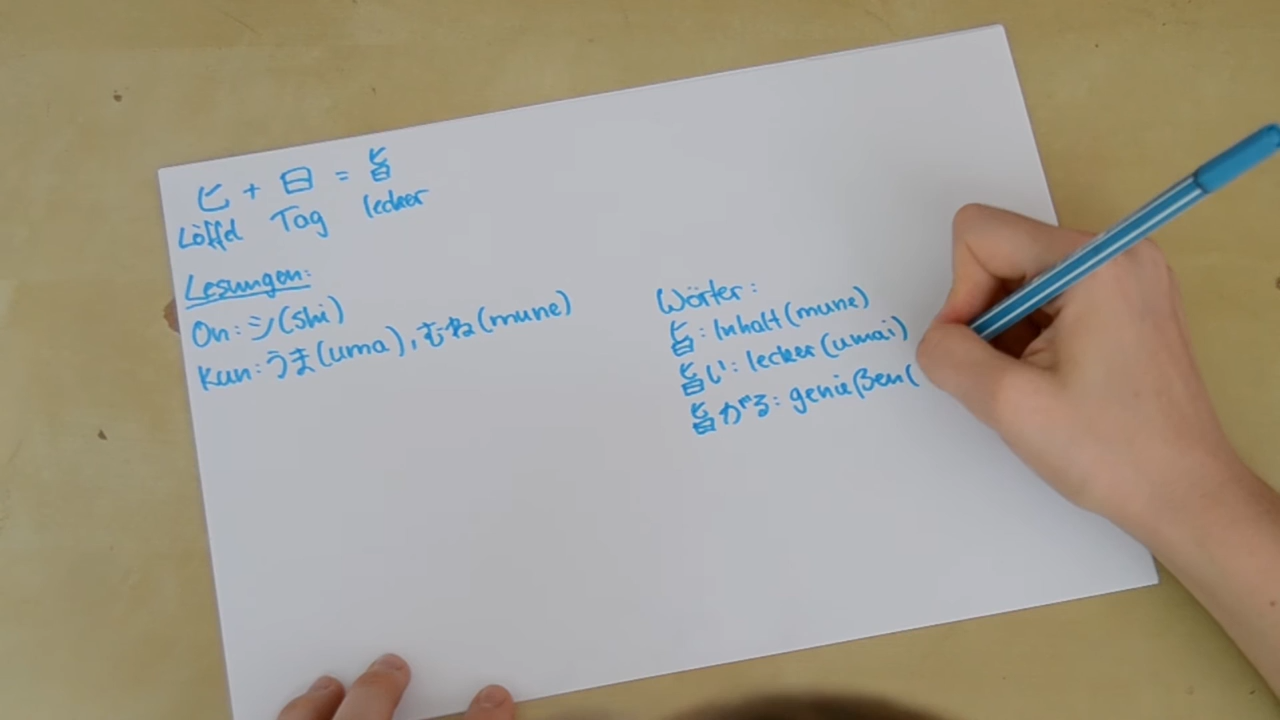 ヒ + 日 = 旨
Löffel Tag lecker
Lesungen:
On: シ(shi)
Kun: うま(uma), むね(mune)
Wörter:
旨: Inhalt(mune)
旨い: lecker(umai)
旨がる: genießen(